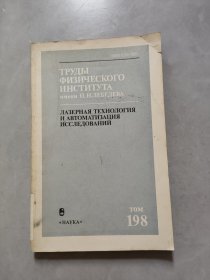 ТРУДЫ
ФИЗИЧЕСКОГО
ИНСТИТУТА
имени П.Н.ЛЕБЕДЕВА
ЛАЗЕРНАЯ ТЕХНОЛОГИЯ
И АВТОМАТИЗАЦИЯ
ИССЛЕДОВАНИЙ
ТОМ
198
«НАУКА»